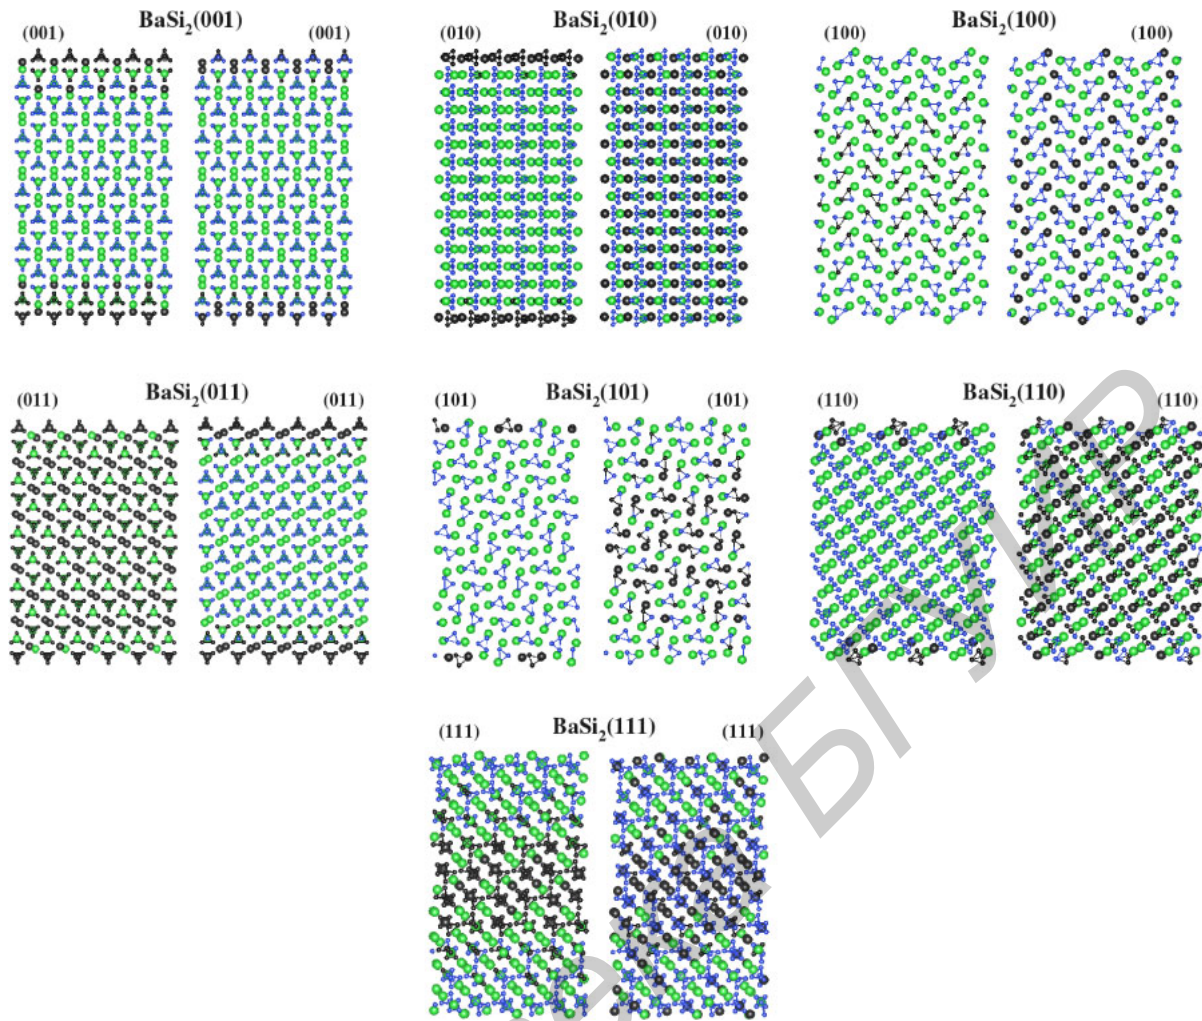 BaSi₂(001)
(001) (001)
BaSi₂(010)
(010) (010)
BaSi₂(100)
(100) (100)
BaSi₂(011)
(011) (011)
BaSi₂(101)
(101) (101)
BaSi₂(110)
(110) (110)
BaSi₂(111)
(111) (111)
БГУИР